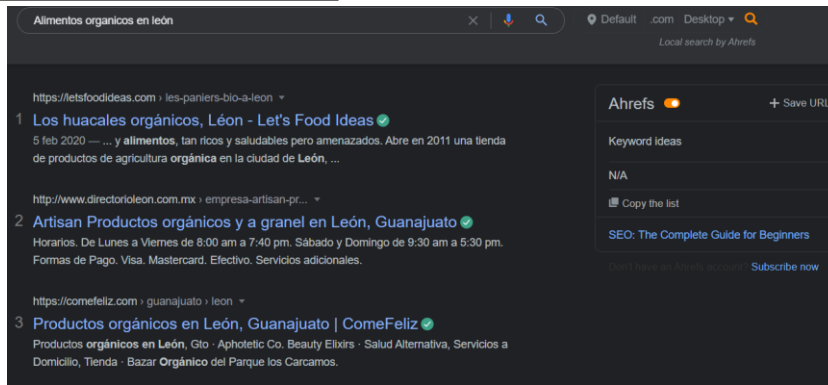 Alimentos organicos en león
Default .com Desktop
Local search by Ahrefs
https://letsfoodideas.com › les-paniers-bio-a-leon
1 Los huacales orgánicos, Léon - Let's Food Ideas
5 feb 2020 — ... y alimentos, tan ricos y saludables pero amenazados. Abre en 2011 una tienda
de productos de agricultura orgánica en la ciudad de León, ...
http://www.directorioleon.com.mx › empresa-artisan-pr...
2 Artisan Productos orgánicos y a granel en León, Guanajuato
Horarios. De Lunes a Viernes de 8:00 am a 7:40 pm. Sábado y Domingo de 9:30 am a 5:30 pm.
Formas de Pago. Visa. Mastercard. Efectivo. Servicios adicionales.
https://comefeliz.com › guanajuato › leon
3 Productos orgánicos en León, Guanajuato | ComeFeliz
Productos orgánicos en León, Gto · Aphotetic Co. Beauty Elixirs · Salud Alternativa, Servicios a
Domicilio, Tienda · Bazar Orgánico del Parque los Carcamos.
Ahrefs + Save URL
Keyword ideas
N/A
Copy the list
SEO: The Complete Guide for Beginners
Don't have an Ahrefs account? Subscribe now